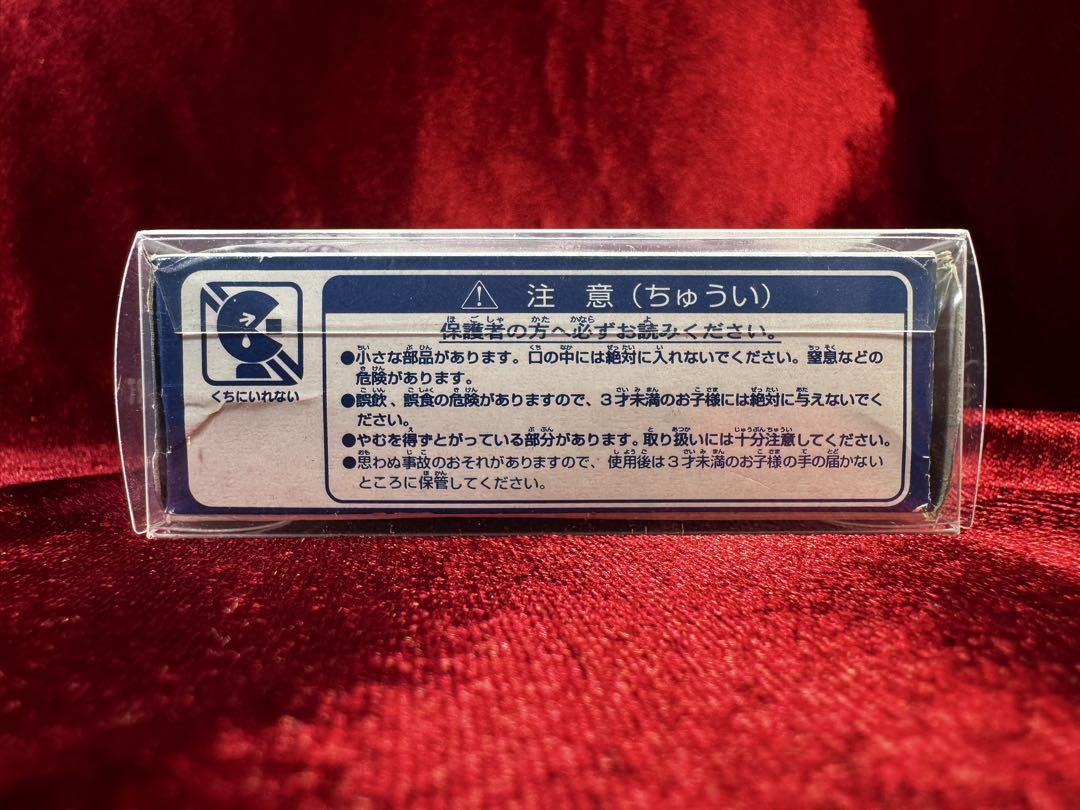 注 意（ちゅうい）
保護者の方へ必ずお読みください。
●小さな部品があります。口の中には絶対に入れないでください。窒息などの
危険があります。
くちにいれない
●誤飲、誤食の危険がありますので、3才未満のお子様には絶対に与えないでく
ださい。
●やむを得ずとがっている部分があります。取り扱いには十分注意してください。
●思わぬ事故のおそれがありますので、使用後は3才未満のお子様の手の届かない
ところに保管してください。